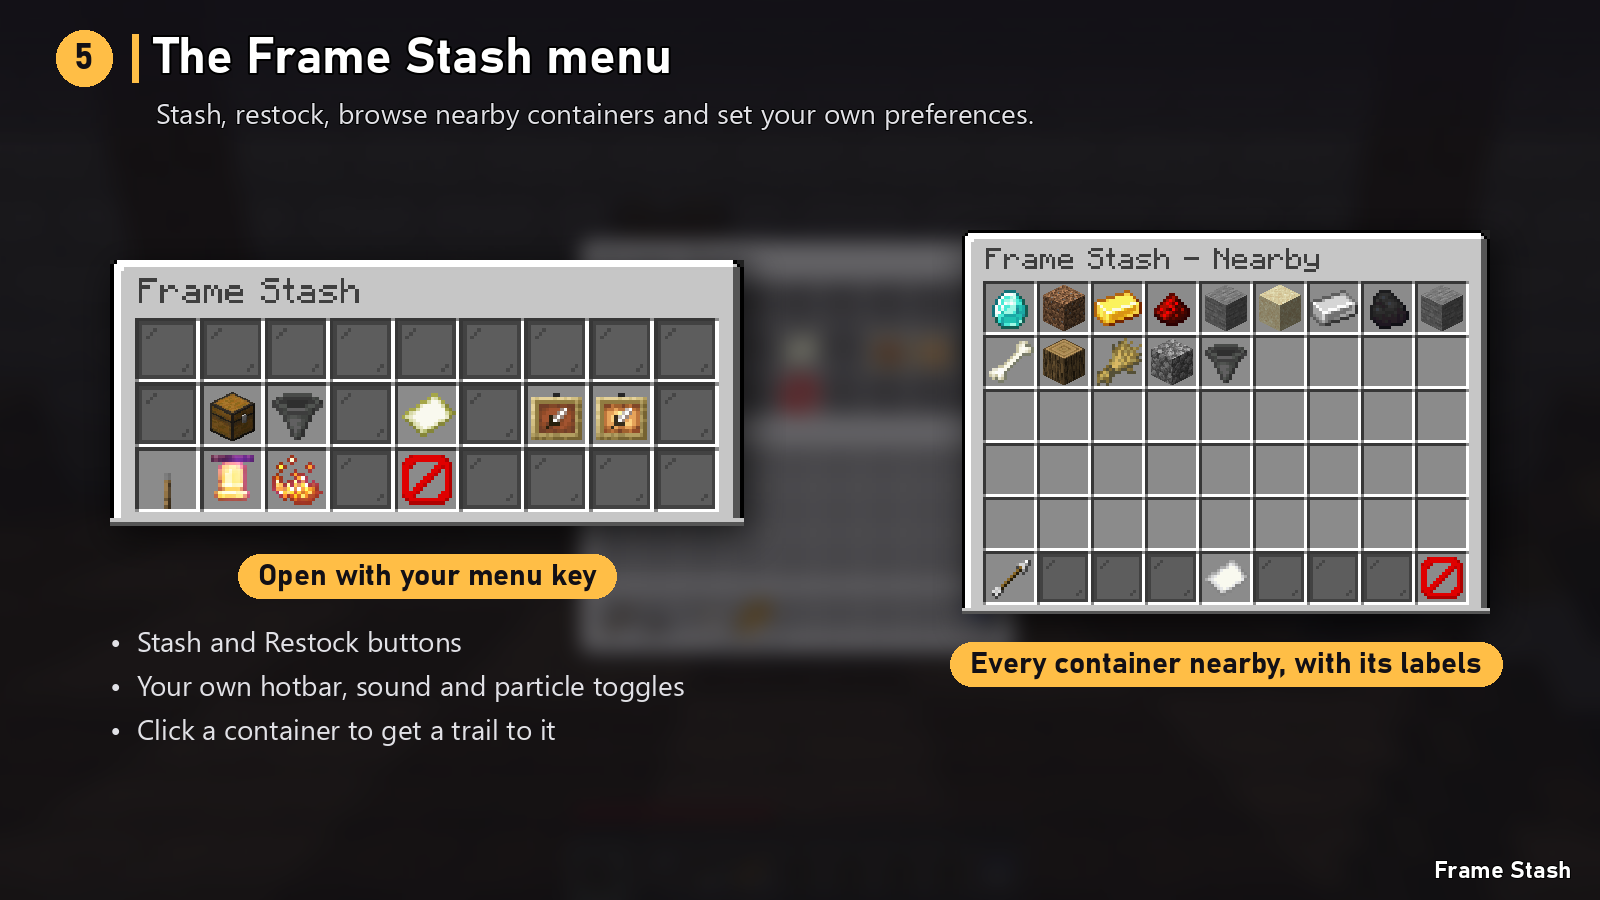 5
The Frame Stash menu
Stash, restock, browse nearby containers and set your own preferences.
Frame Stash
Open with your menu key
• Stash and Restock buttons
• Your own hotbar, sound and particle toggles
• Click a container to get a trail to it
Frame Stash - Nearby
Every container nearby, with its labels
Frame Stash